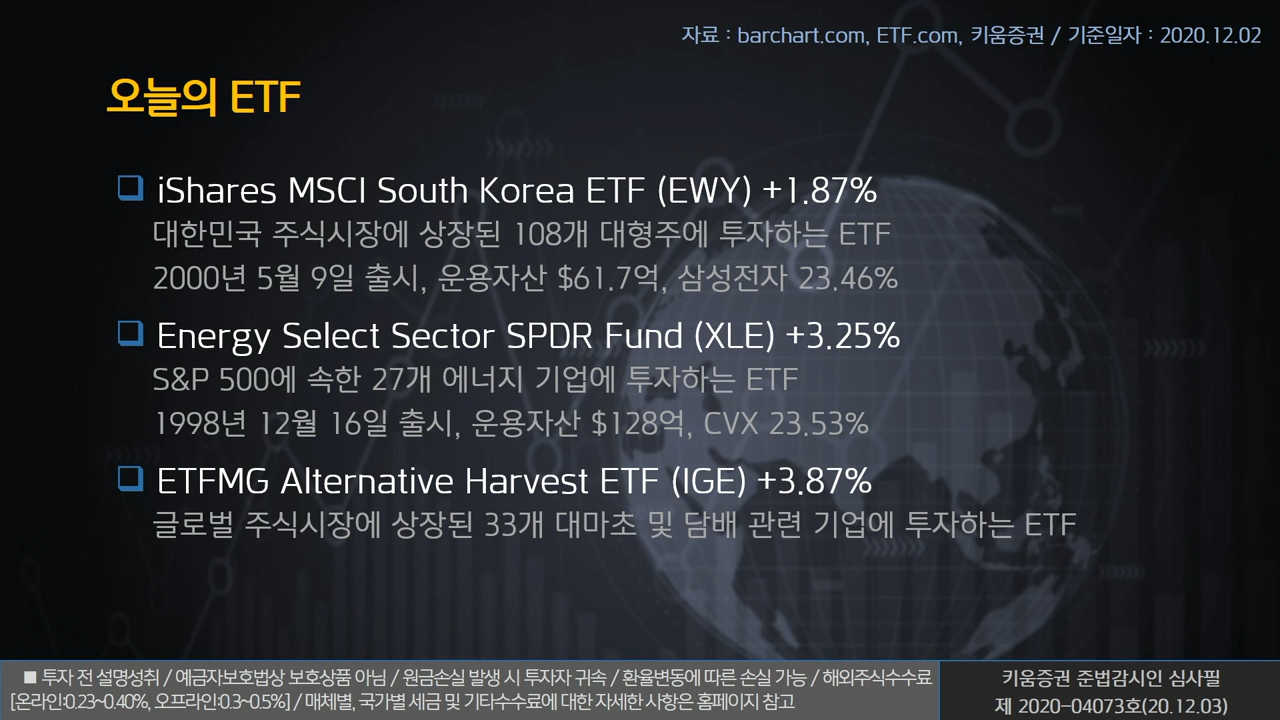 자료 : barchart.com, ETF.com, 키움증권 / 기준일자 : 2020.12.02
오늘의 ETF
❑ iShares MSCI South Korea ETF (EWY) +1.87%
대한민국 주식시장에 상장된 108개 대형주에 투자하는 ETF
2000년 5월 9일 출시, 운용자산 $61.7억, 삼성전자 23.46%
❑ Energy Select Sector SPDR Fund (XLE) +3.25%
S&P 500에 속한 27개 에너지 기업에 투자하는 ETF
1998년 12월 16일 출시, 운용자산 $128억, CVX 23.53%
❑ ETFMG Alternative Harvest ETF (IGE) +3.87%
글로벌 주식시장에 상장된 33개 대마초 및 담배 관련 기업에 투자하는 ETF
■ 투자 전 설명성취 / 예금자보호법상 보호상품 아님 / 원금손실 발생 시 투자자 귀속 / 환율변동에 따른 손실 가능 / 해외주식수수료
[온라인:0.23~0.40%, 오프라인:0.3~0.5%] / 매체별, 국가별 세금 및 기타수수료에 대한 자세한 사항은 홈페이지 참고
키움증권 준법감시인 심사필
제 2020-04073호(20.12.03)